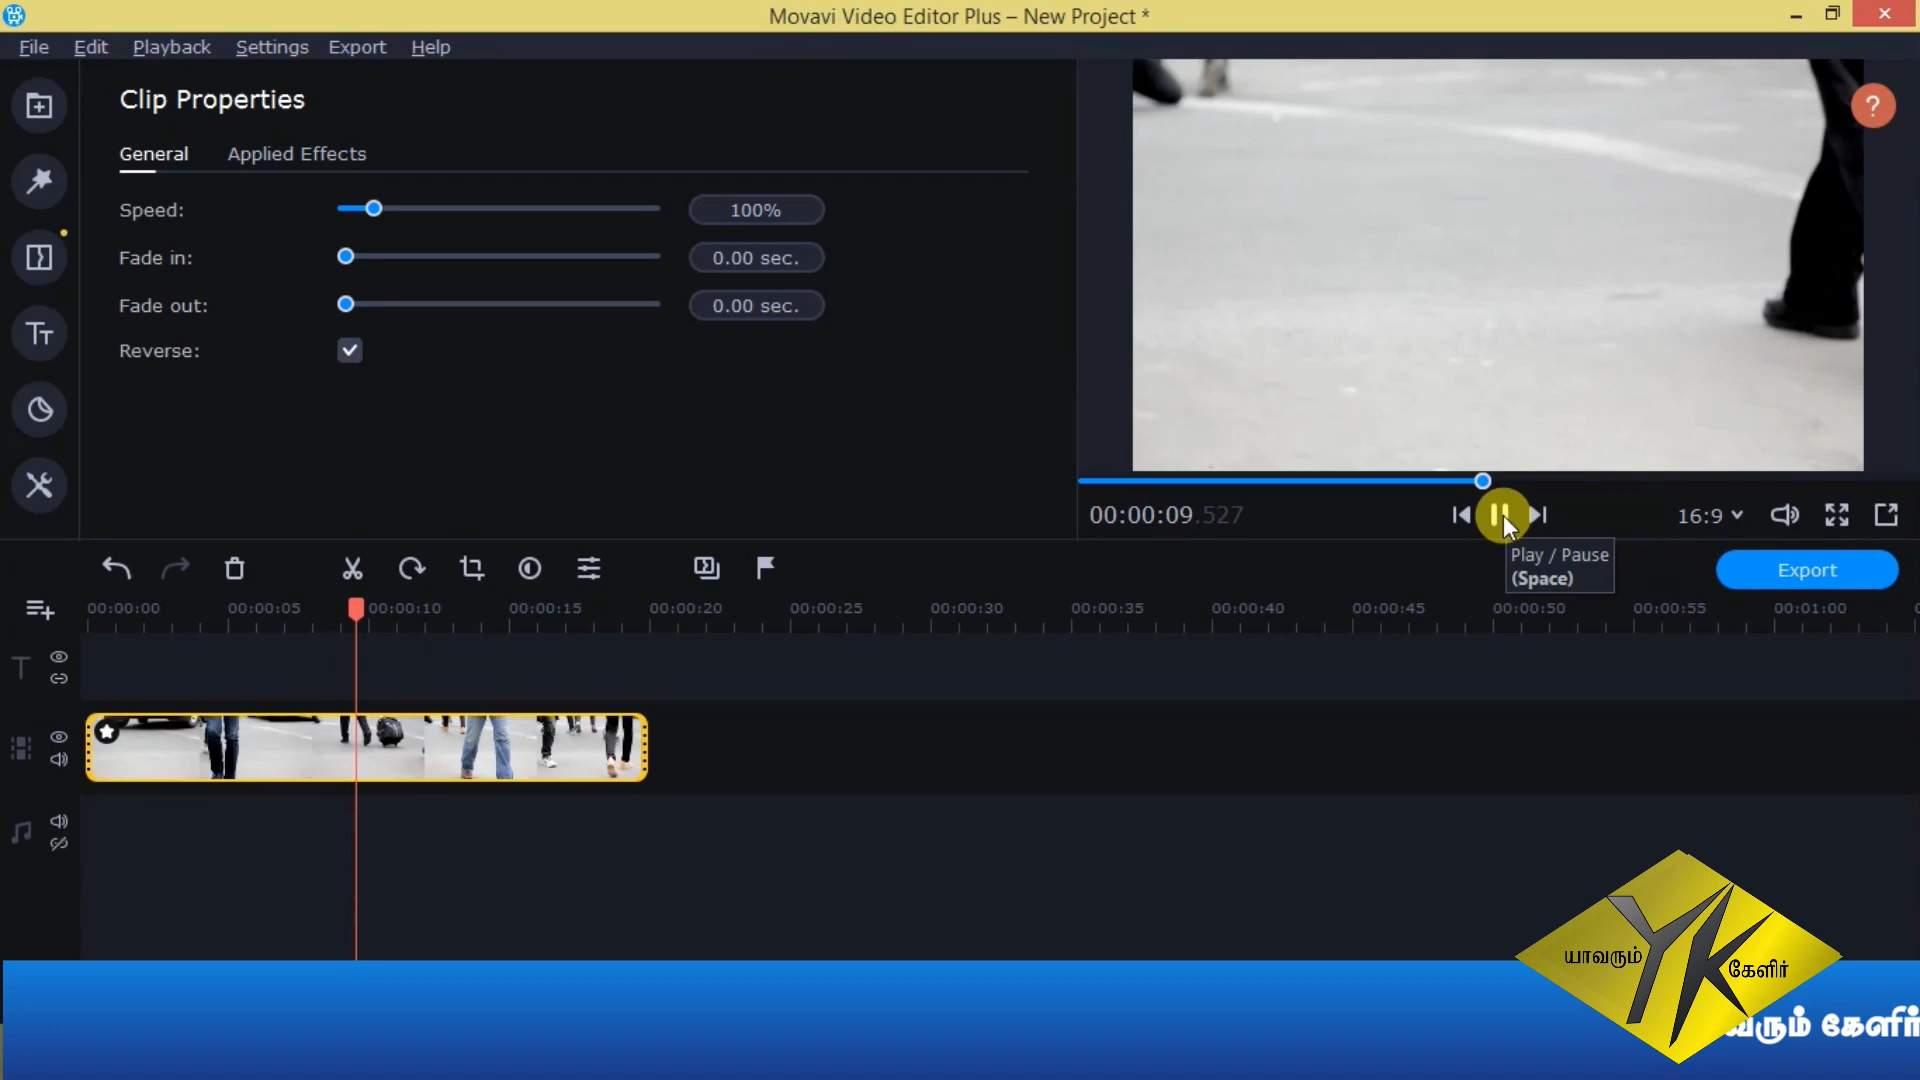 Movavi Video Editor Plus – New Project *
File Edit Playback Settings Export Help
Clip Properties
General Applied Effects
Speed: 100%
Fade in: 0.00 sec.
Fade out: 0.00 sec.
Reverse:
?
00:00:09.527
16:9
Play / Pause
(Space)
Export
00:00:00 00:00:05 00:00:10 00:00:15 00:00:20 00:00:25 00:00:30 00:00:35 00:00:40 00:00:45 00:00:50 00:00:55 00:01:00
யாவரும் YK கேளிர்
வரும் கேளிர்